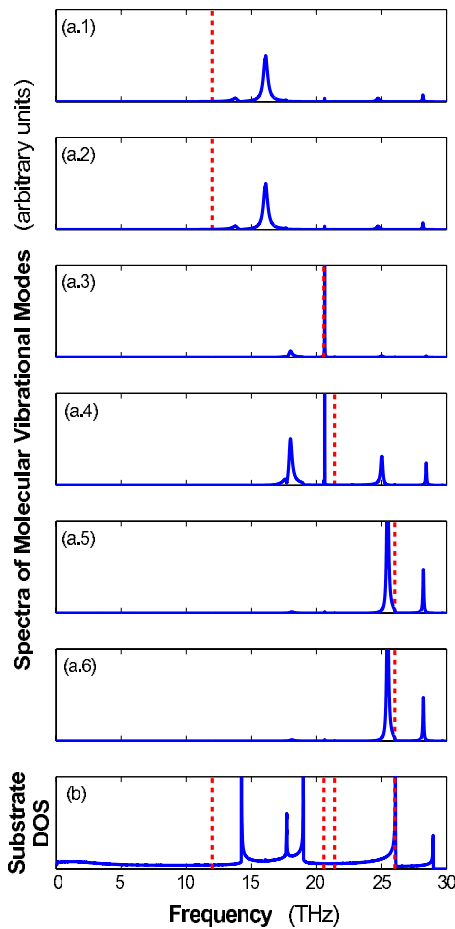 Spectra of Molecular Vibrational Modes (arbitrary units)
(a.1)
(a.2)
(a.3)
(a.4)
(a.5)
(a.6)
Substrate
DOS
(b)
0 5 10 15 20 25 30
Frequency (THz)